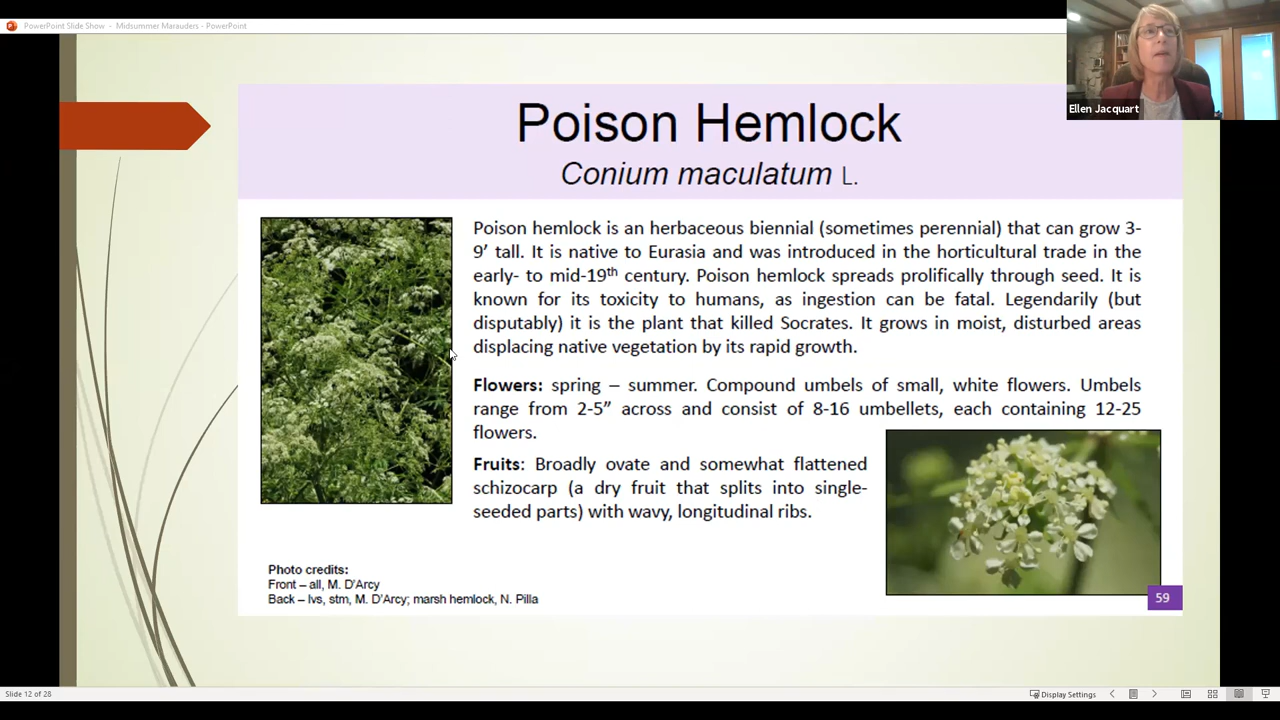 PowerPoint Slide Show - Midsummer Marauders - PowerPoint
Ellen Jacquart
Poison Hemlock
Conium maculatum L.
Poison hemlock is an herbaceous biennial (sometimes perennial) that can grow 3-
9’ tall. It is native to Eurasia and was introduced in the horticultural trade in the
early- to mid-19th century. Poison hemlock spreads prolifically through seed. It is
known for its toxicity to humans, as ingestion can be fatal. Legendarily (but
disputably) it is the plant that killed Socrates. It grows in moist, disturbed areas
displacing native vegetation by its rapid growth.
Flowers: spring – summer. Compound umbels of small, white flowers. Umbels
range from 2-5” across and consist of 8-16 umbellets, each containing 12-25
flowers.
Fruits: Broadly ovate and somewhat flattened
schizocarp (a dry fruit that splits into single-
seeded parts) with wavy, longitudinal ribs.
Photo credits:
Front – all, M. D'Arcy
Back – lvs, stm, M. D'Arcy; marsh hemlock, N. Pilla
59
Slide 12 of 28
Display Settings